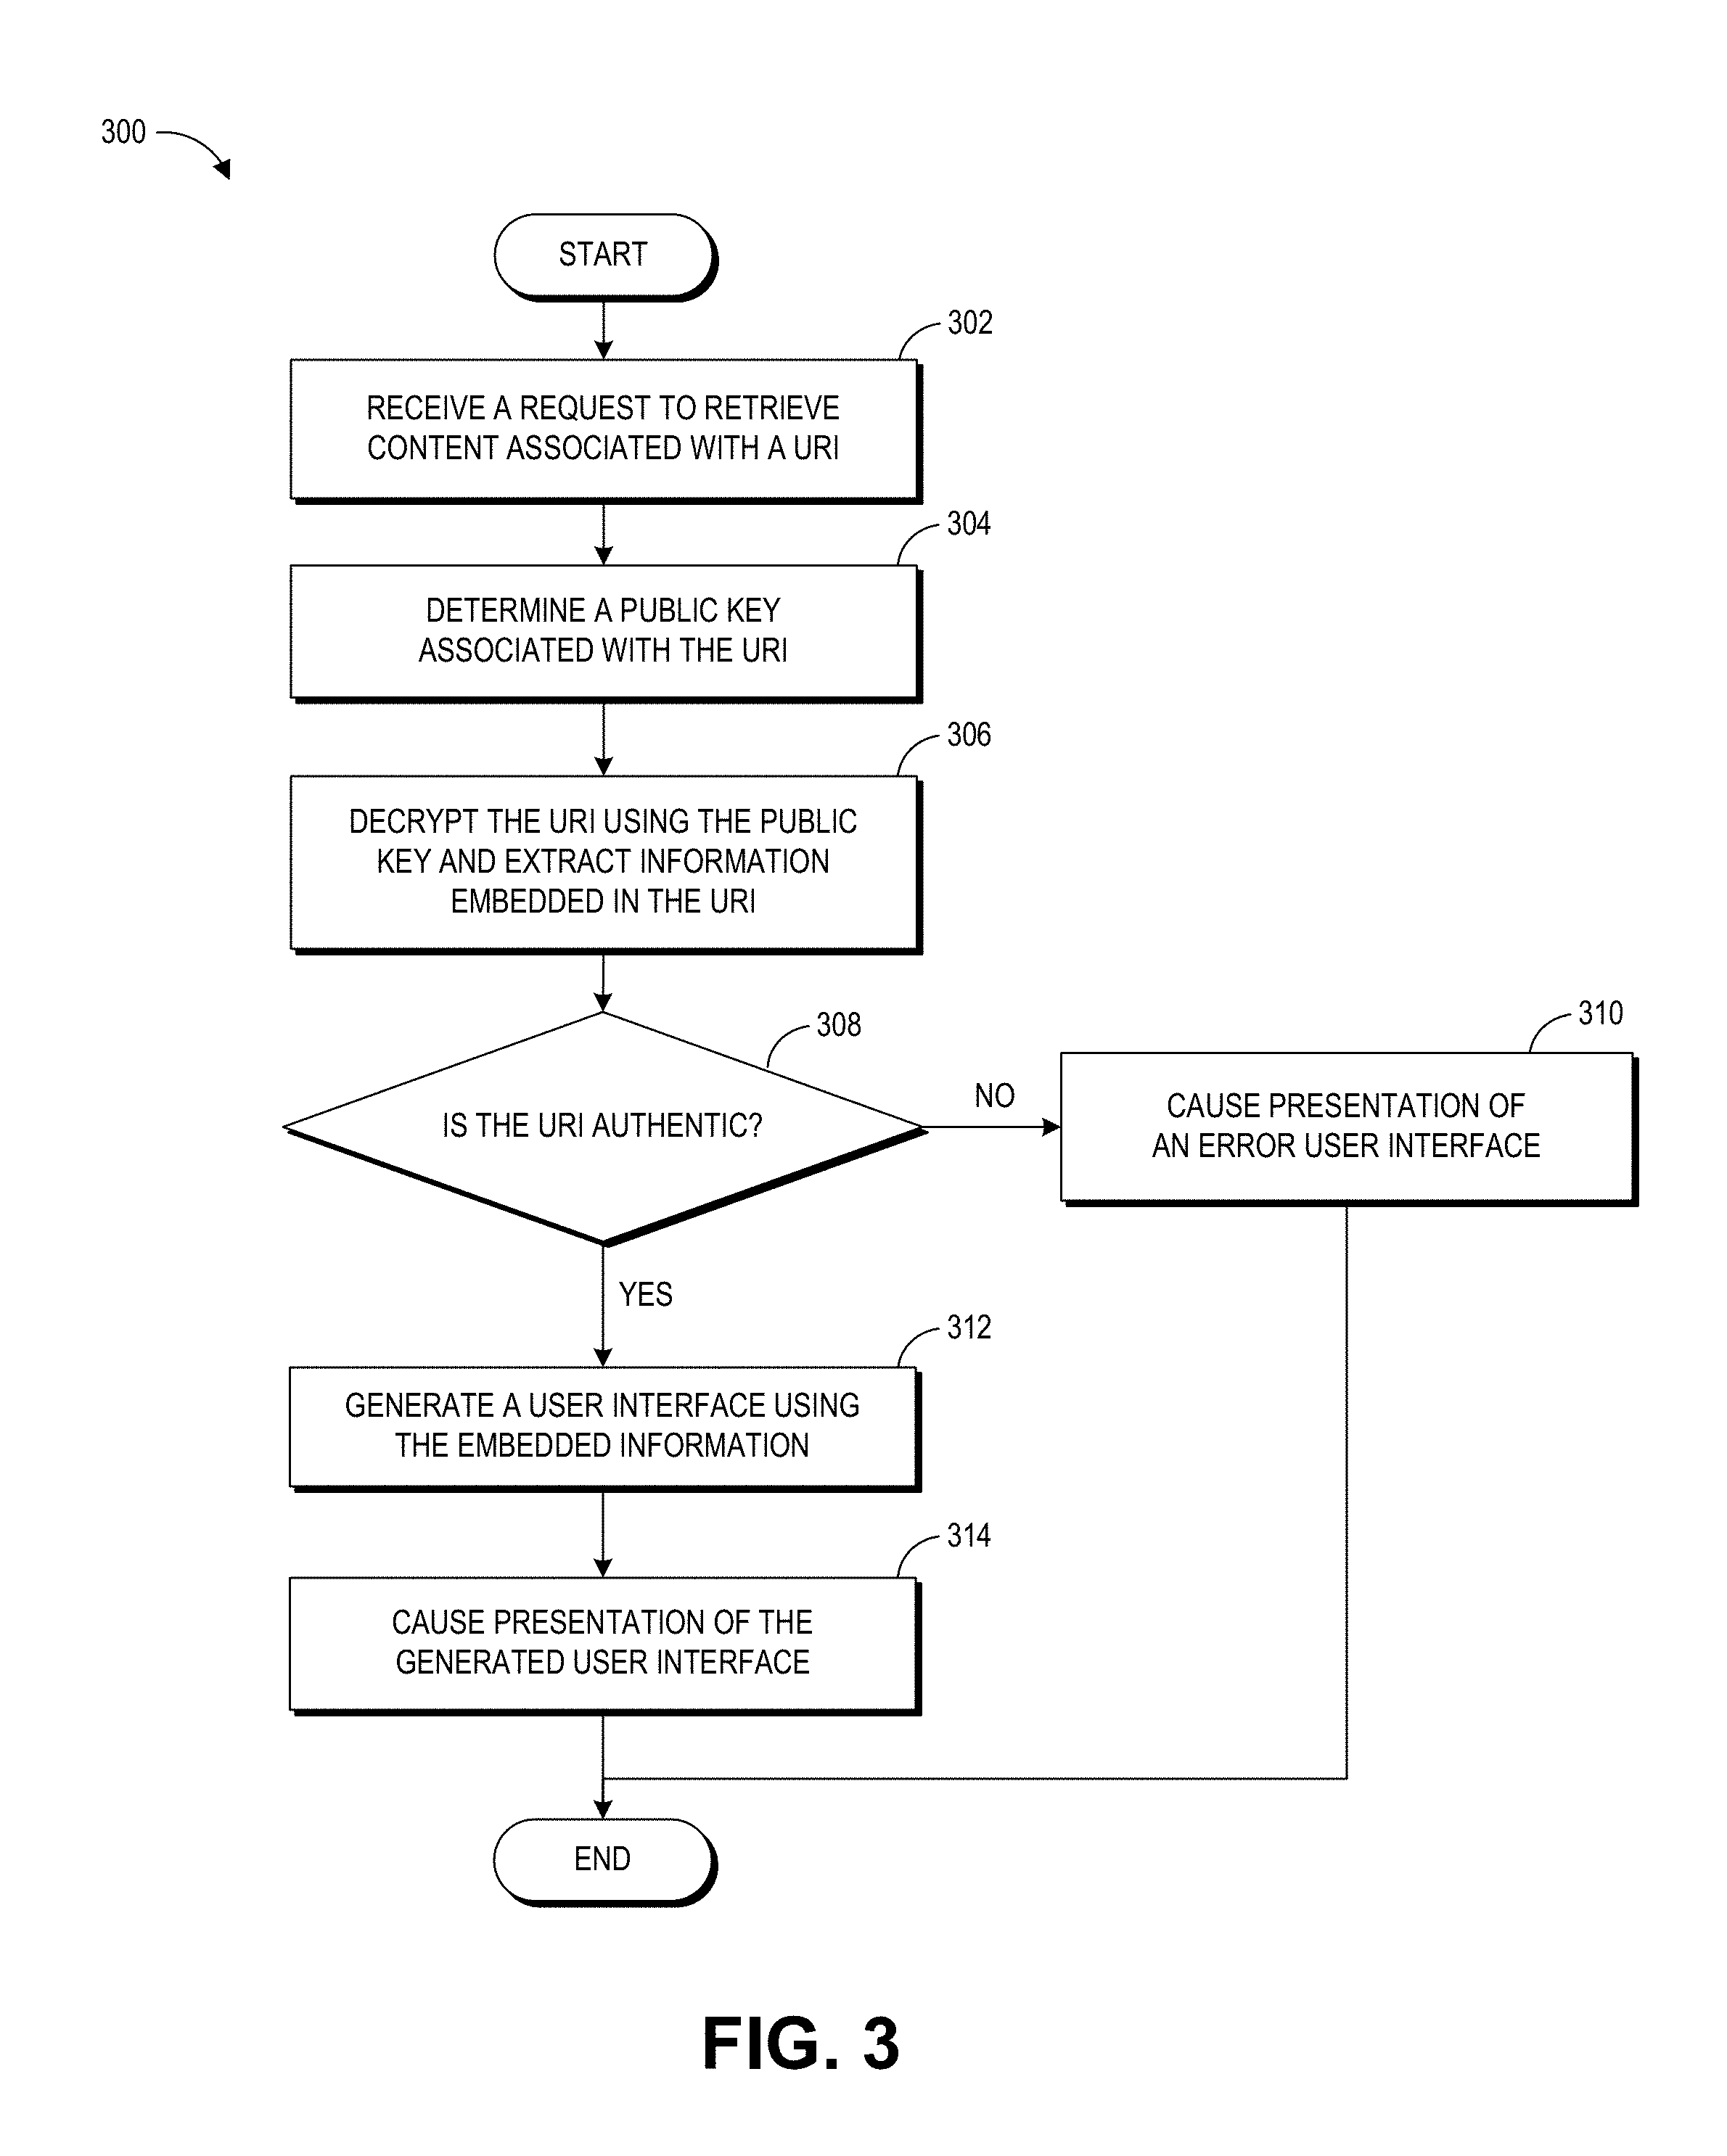 300
START
302
RECEIVE A REQUEST TO RETRIEVE
CONTENT ASSOCIATED WITH A URI
304
DETERMINE A PUBLIC KEY
ASSOCIATED WITH THE URI
306
DECRYPT THE URI USING THE PUBLIC
KEY AND EXTRACT INFORMATION
EMBEDDED IN THE URI
308
IS THE URI AUTHENTIC?
NO
310
CAUSE PRESENTATION OF
AN ERROR USER INTERFACE
YES
312
GENERATE A USER INTERFACE USING
THE EMBEDDED INFORMATION
314
CAUSE PRESENTATION OF THE
GENERATED USER INTERFACE
END
FIG. 3